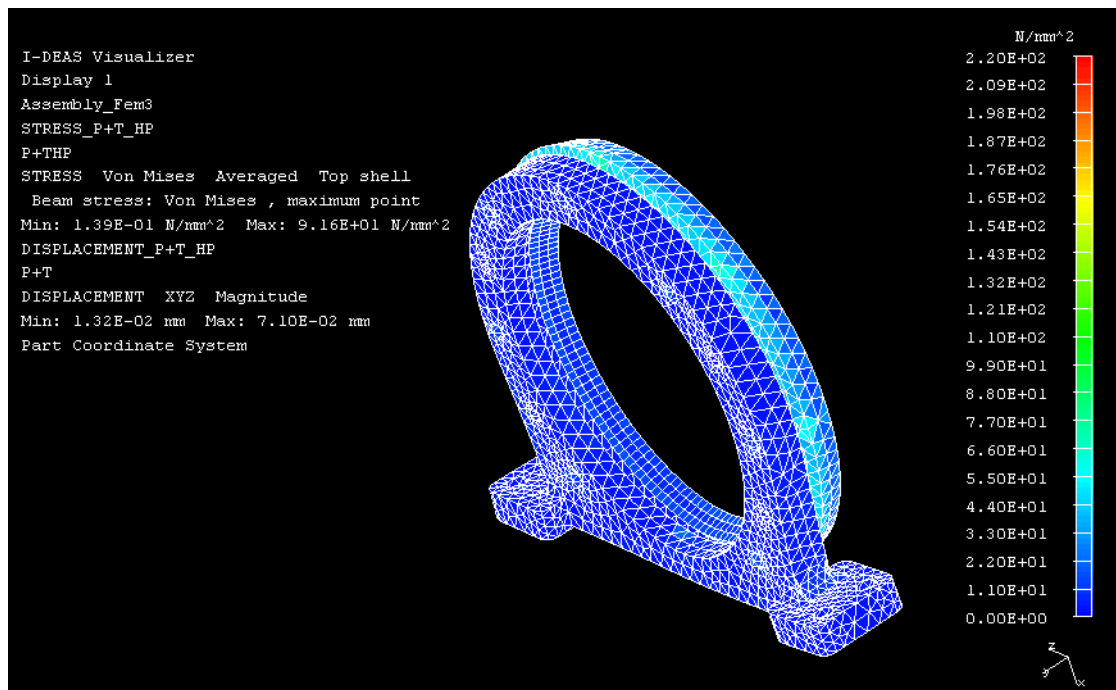 I-DEAS Visualizer
Display 1
Assembly_Fem3
STRESS_P+T_HP
P+THP
STRESS Von Mises Averaged Top shell
Beam stress: Von Mises , maximum point
Min: 1.39E-01 N/mm^2 Max: 9.16E+01 N/mm^2
DISPLACEMENT_P+T_HP
P+T
DISPLACEMENT XYZ Magnitude
Min: 1.32E-02 mm Max: 7.10E-02 mm
Part Coordinate System
N/mm^2
2.20E+02
2.09E+02
1.98E+02
1.87E+02
1.76E+02
1.65E+02
1.54E+02
1.43E+02
1.32E+02
1.21E+02
1.10E+02
9.90E+01
8.80E+01
7.70E+01
6.60E+01
5.50E+01
4.40E+01
3.30E+01
2.20E+01
1.10E+01
0.00E+00
Z
Y
X